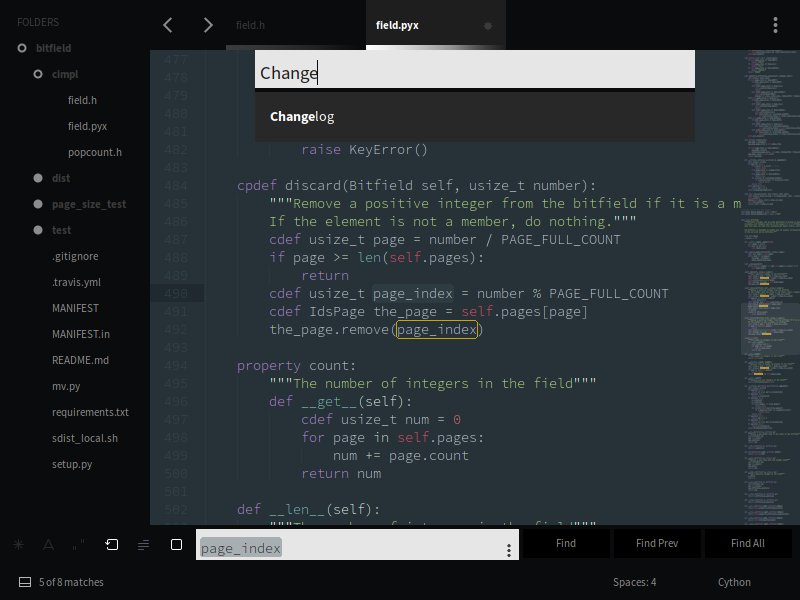 FOLDERS
bitfield
cimpl
field.h
field.pyx
popcount.h
dist
page_size_test
test
.gitignore
.travis.yml
MANIFEST
MANIFEST.in
README.md
mv.py
requirements.txt
sdist_local.sh
setup.py
field.h
field.pyx
Change
Changelog
477
478
479
480
481
482 raise KeyError()
483
484 cpdef discard(Bitfield self, usize_t number):
485 """Remove a positive integer from the bitfield if it is a m
486 If the element is not a member, do nothing."""
487 cdef usize_t page = number / PAGE_FULL_COUNT
488 if page >= len(self.pages):
489 return
490 cdef usize_t page_index = number % PAGE_FULL_COUNT
491 cdef IdsPage the_page = self.pages[page]
492 the_page.remove(page_index)
493
494 property count:
495 """The number of integers in the field"""
496 def __get__(self):
497 cdef usize_t num = 0
498 for page in self.pages:
499 num += page.count
500 return num
501
502 def __len__(self):
page_index
Find
Find Prev
Find All
5 of 8 matches
Spaces: 4
Cython